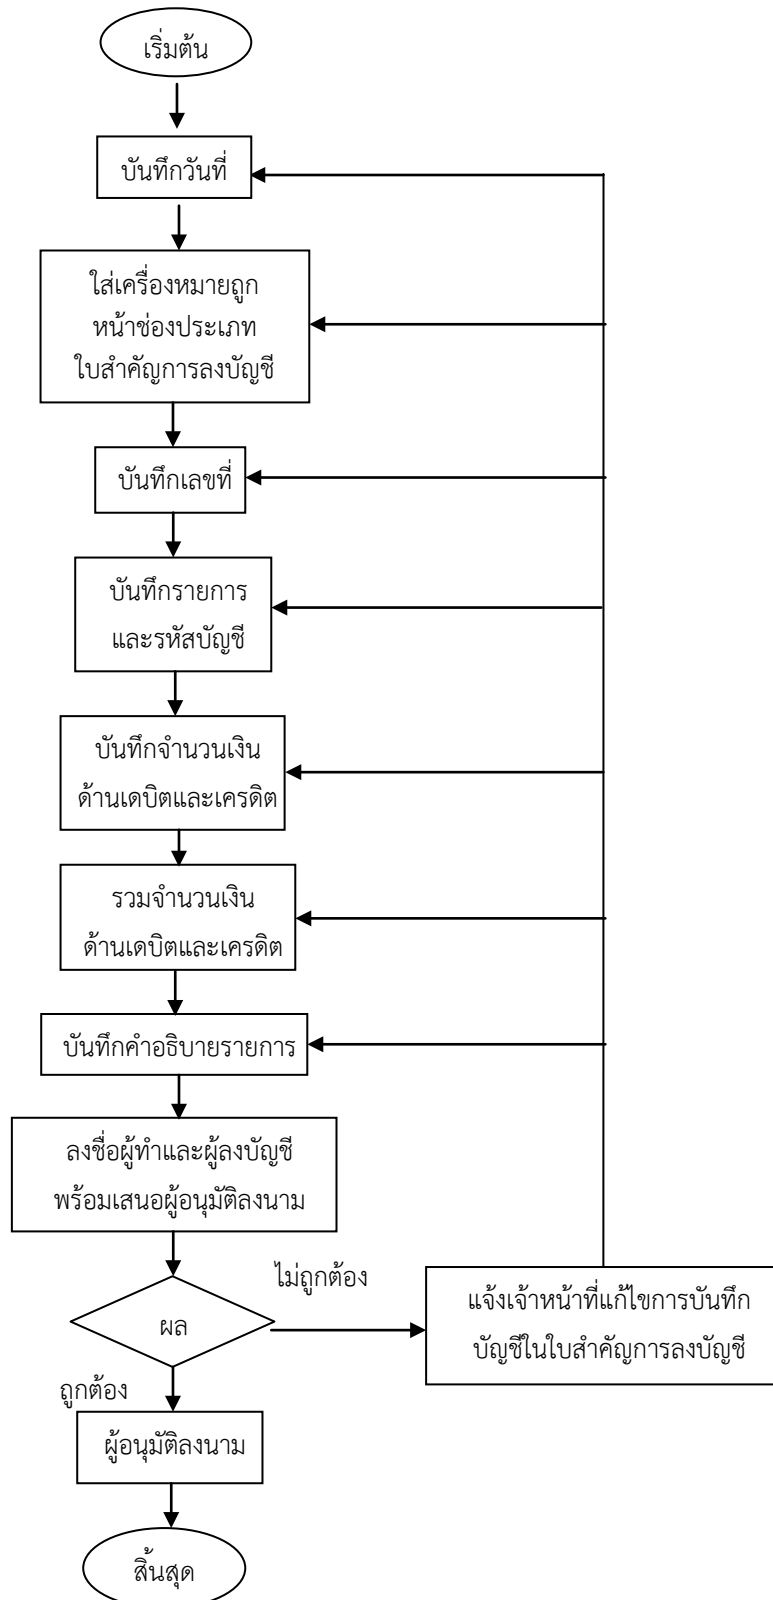 เริ่มต้น
บันทึกวันที่
ใส่เครื่องหมายถูก
หน้าช่องประเภท
ใบสำคัญการลงบัญชี
บันทึกเลขที่
บันทึกรายการ
และรหัสบัญชี
บันทึกจำนวนเงิน
ด้านเดบิตและเครดิต
รวมจำนวนเงิน
ด้านเดบิตและเครดิต
บันทึกคำอธิบายรายการ
ลงชื่อผู้ทำและผู้ลงบัญชี
พร้อมเสนอผู้อนุมัติลงนาม
ไม่ถูกต้อง
ผล
แจ้งเจ้าหน้าที่แก้ไขการบันทึก
บัญชีในใบสำคัญการลงบัญชี
ถูกต้อง
ผู้อนุมัติลงนาม
สิ้นสุด